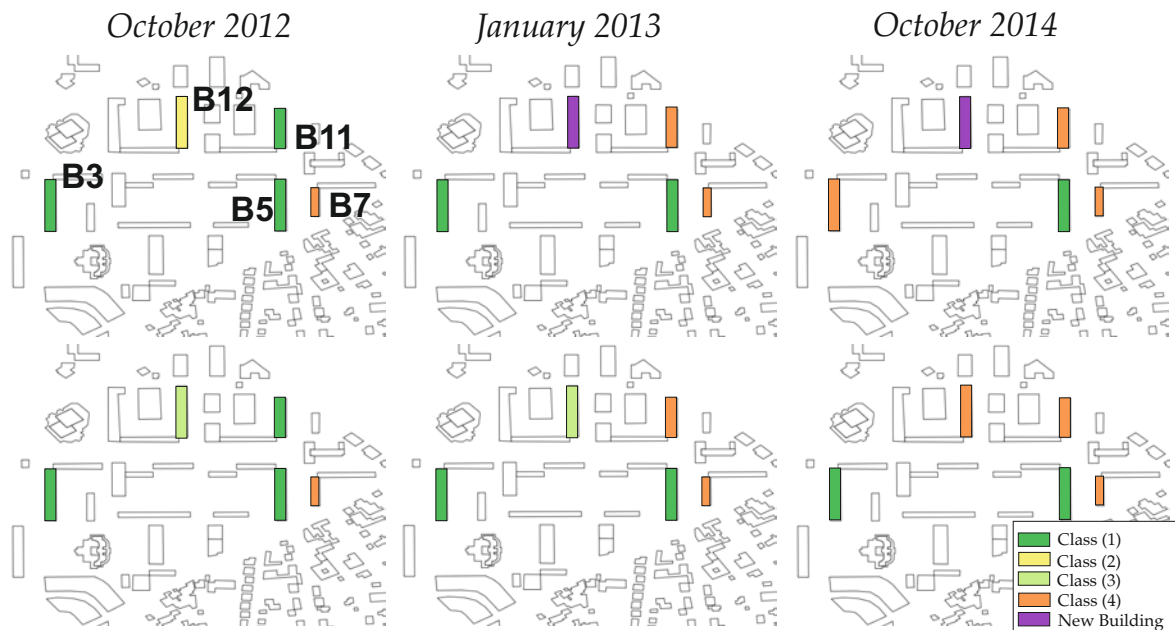 October 2012
January 2013
October 2014
B12
B11
B3
B5
B7
Class (1)
Class (2)
Class (3)
Class (4)
New Building